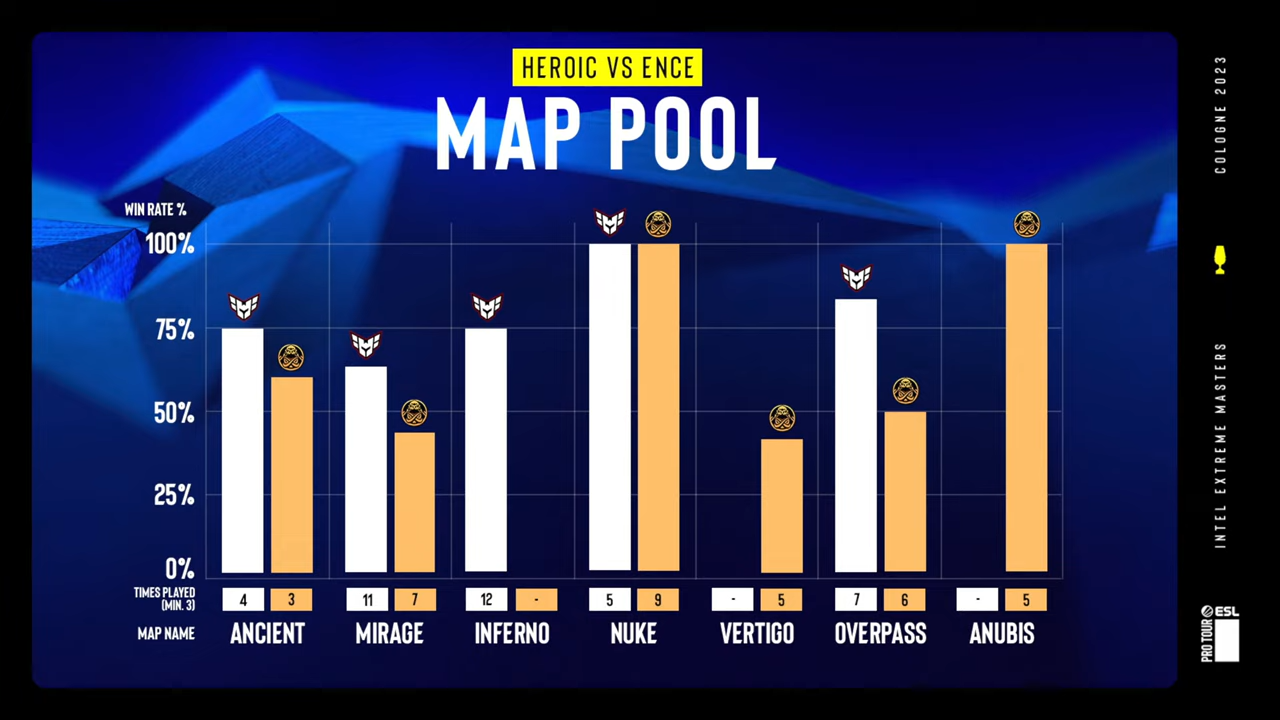 HEROIC VS ENCE
MAP POOL
WIN RATE %
100%
75%
50%
25%
0%
TIMES PLAYED
(MIN. 3)
4 3 11 7 12 - 5 9 - 5 7 6 - 5
MAP NAME ANCIENT MIRAGE INFERNO NUKE VERTIGO OVERPASS ANUBIS
COLOGNE 2023
INTEL EXTREME MASTERS
ESL
PRO TOUR